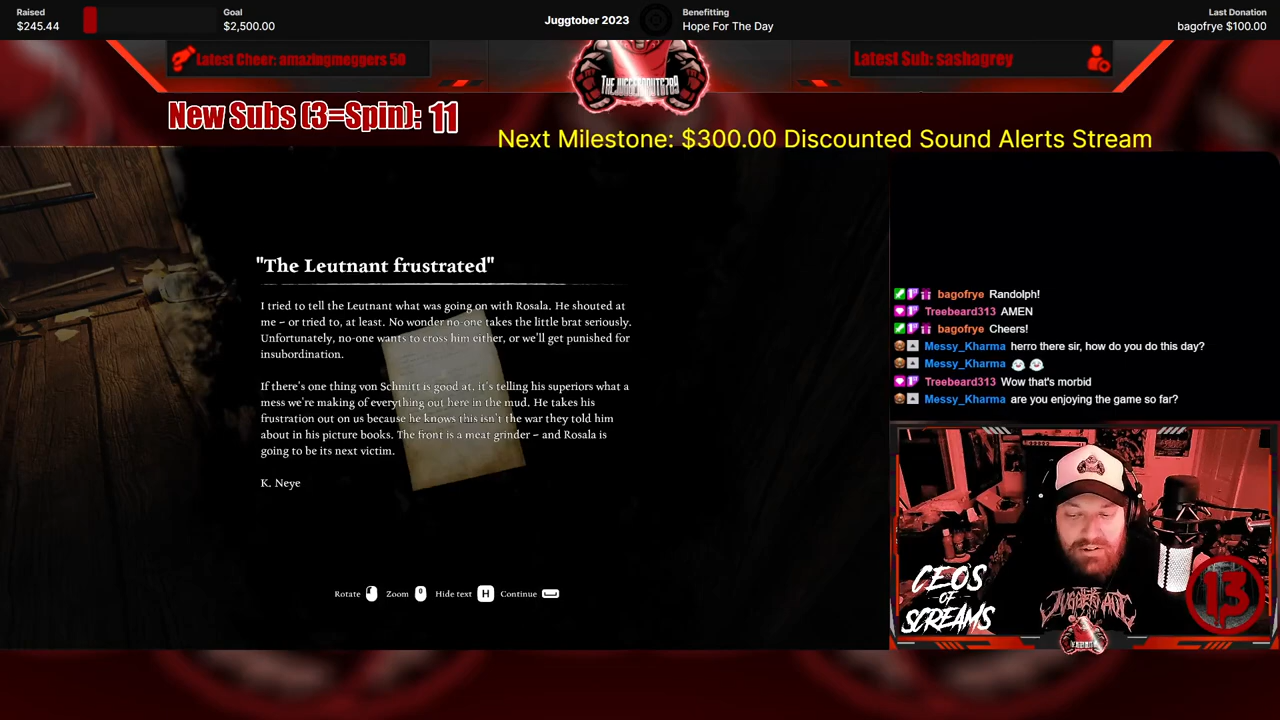 Raised
$245.44
Goal
$2,500.00
Juggtober 2023
Benefitting
Hope For The Day
Last Donation
bagofrye $100.00
Latest Cheer: amazingmeggers 50
THEJUGGERNOUT6789
Latest Sub: sashagrey
New Subs (3=Spin): 11
Next Milestone: $300.00 Discounted Sound Alerts Stream
"The Leutnant frustrated"
I tried to tell the Leutnant what was going on with Rosala. He shouted at
me – or tried to, at least. No wonder no-one takes the little brat seriously.
Unfortunately, no-one wants to cross him either, or we'll get punished for
insubordination.
If there's one thing von Schmitt is good at, it's telling his superiors what a
mess we're making of everything out here in the mud. He takes his
frustration out on us because he knows this isn't the war they told him
about in his picture books. The front is a meat grinder – and Rosala is
going to be its next victim.
K. Neye
Rotate Zoom Hide text H Continue
bagofrye Randolph!
Treebeard313 AMEN
bagofrye Cheers!
Messy_Kharma herro there sir, how do you do this day?
Messy_Kharma
Treebeard313 Wow that's morbid
Messy_Kharma are you enjoying the game so far?
CEOS
OF
SCREAMS
13